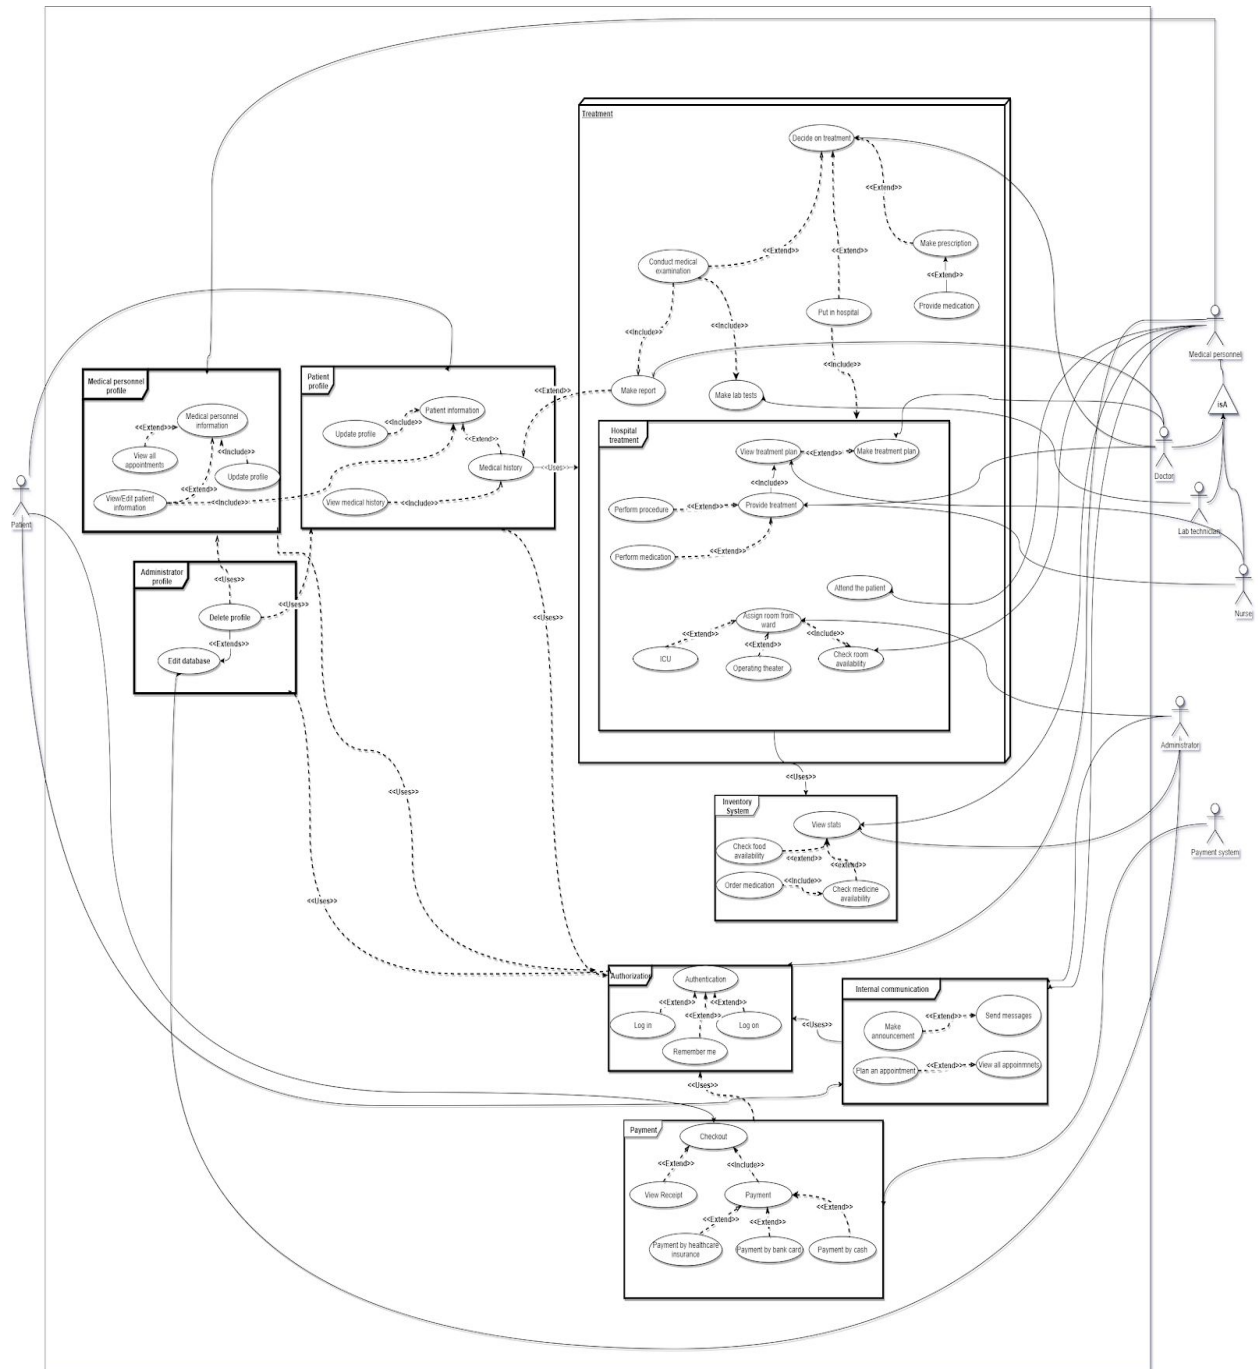 Treatment
Decide on treatment
<<Extend>>
Make prescription
<<Extend>>
<<Extend>>
Conduct medical
examination
<<Extend>>
Provide medication
Put in hospital
<<Include>>
<<Include>>
Medical personnel
<<Include>>
Make report
Make lab tests
<<Extend>>
isA
Medical personnel
profile
Medical personnel
information
<<Extend>>
View all
appointments
<<Include>>
Update profile
<<Extend>>
View/Edit patient
information
<<Include>>
Patient
profile
Patient information
Update profile
<<Include>>
<<Extend>>
Medical history
<<Uses>>
View medical history
<<Include>>
Hospital
treatment
View treatment plan
<<Extend>>
Make treatment plan
<<Include>>
Perform procedure
<<Extend>>
Provide treatment
Perform medication
<<Extend>>
Attend the patient
Assign room from
ward
<<Extend>>
<<Include>>
<<Extend>>
ICU
Operating theater
Check room
availability
Doctor
Lab technician
Nurse
Patient
Administrator
profile
<<Uses>>
Delete profile
<<Uses>>
<<Extends>>
Edit database
<<Uses>>
Administrator
<<Uses>>
Inventory
System
View stats
Check food
availability
<<extend>>
<<extend>>
Order medication
<<Include>>
Check medicine
availability
Payment system
<<Uses>>
<<Uses>>
Authorization
Authentication
<<Extend>>
<<Extend>>
<<Extend>>
Log in
Log on
Remember me
<<Uses>>
Internal communication
Make
announcement
<<Extend>>
Send messages
Plan an appointment
<<Extend>>
View all appoinmnets
<<Uses>>
Payment
Checkout
<<Extend>>
<<Include>>
View Receipt
Payment
<<Extend>>
<<Extend>>
<<Extend>>
Payment by healthcare
insurance
Payment by bank card
Payment by cash